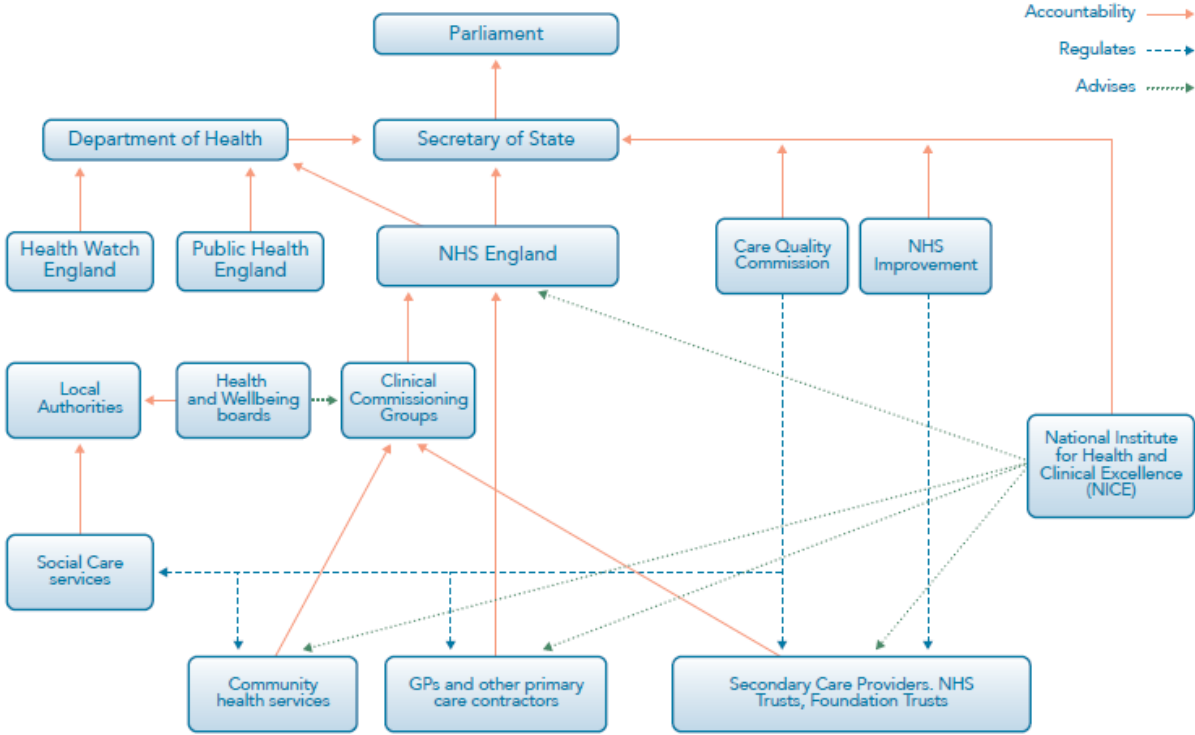 Accountability
Parliament
Regulates
Advises
Department of Health
Secretary of State
Health Watch
England
Public Health
England
NHS England
Care Quality
Commission
NHS
Improvement
Local
Authorities
Health
and Wellbeing
boards
Clinical
Commissioning
Groups
National Institute
for Health and
Clinical Excellence
(NICE)
Social Care
services
Community
health services
GPs and other primary
care contractors
Secondary Care Providers. NHS
Trusts, Foundation Trusts